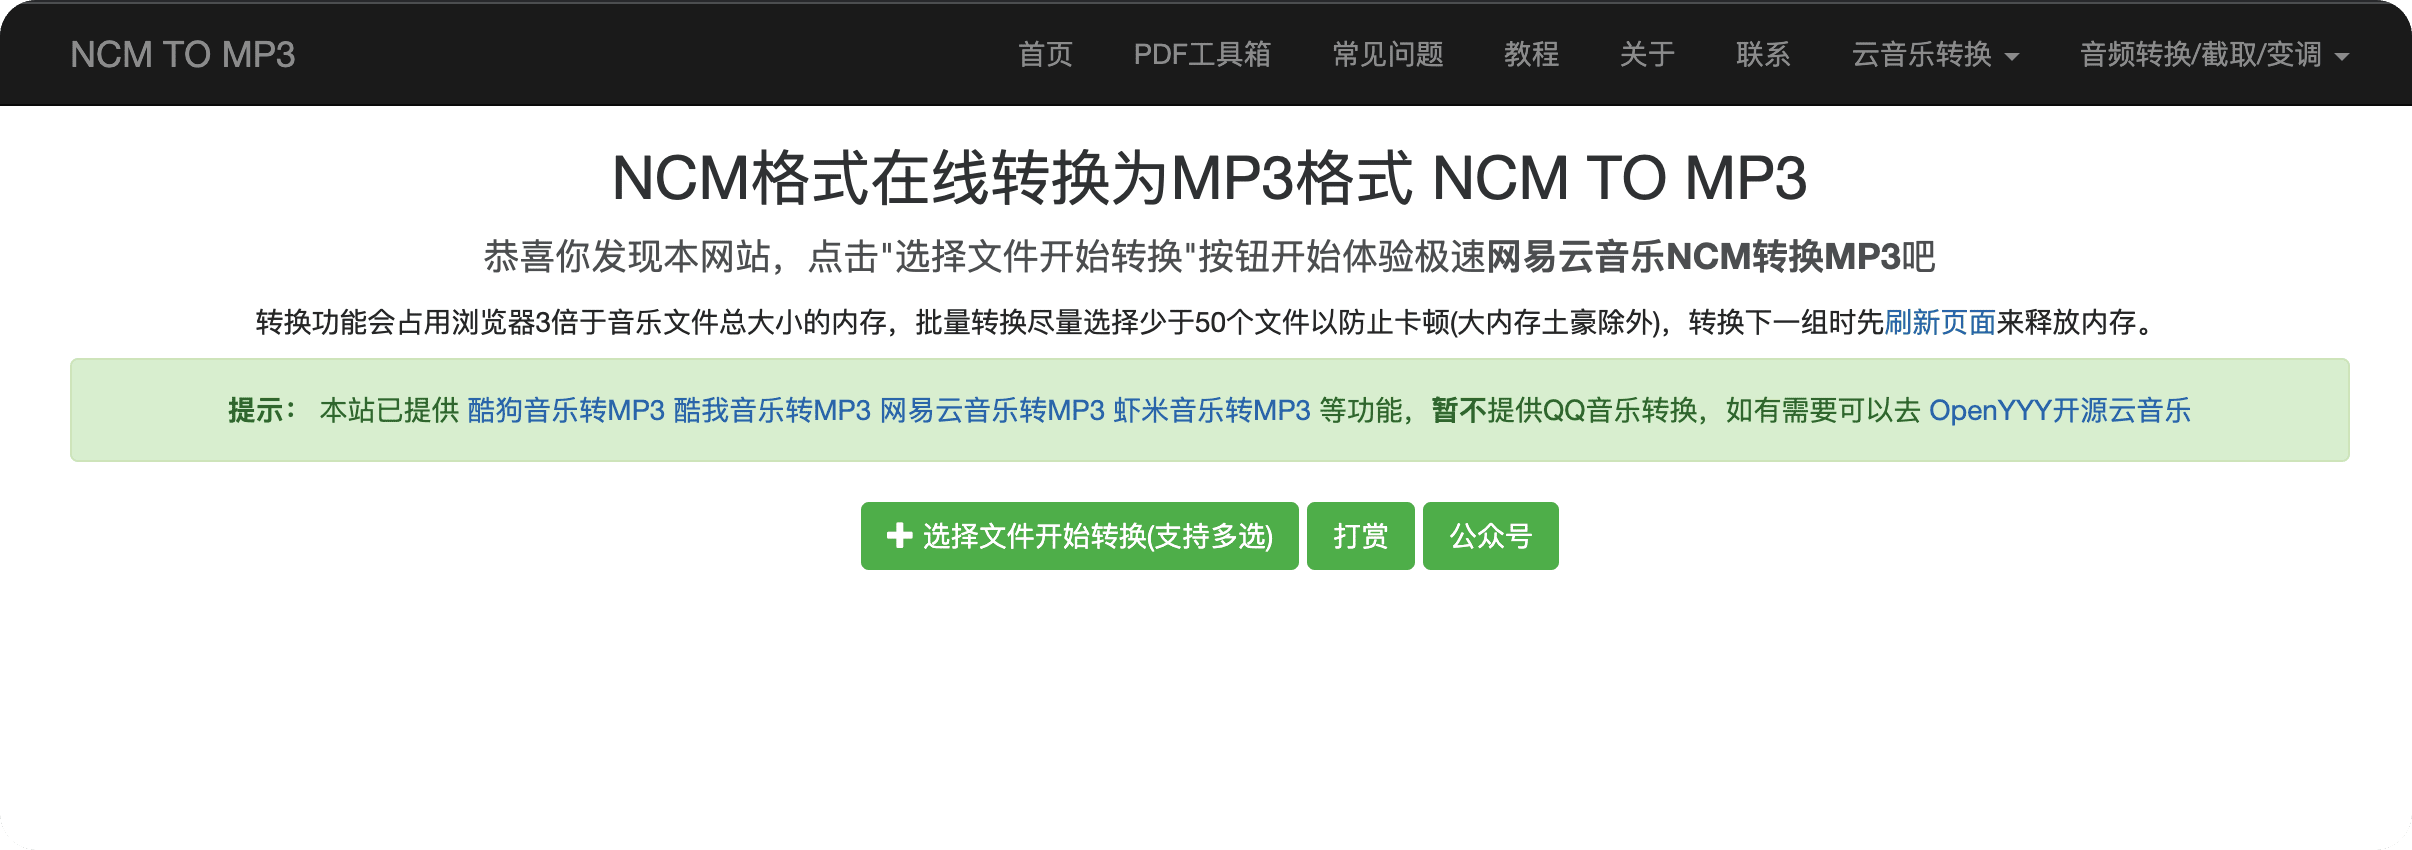 NCM TO MP3 首页 PDF工具箱 常见问题 教程 关于 联系 云音乐转换 音频转换/截取/变调
NCM格式在线转换为MP3格式 NCM TO MP3
恭喜你发现本网站，点击"选择文件开始转换"按钮开始体验极速网易云音乐NCM转换MP3吧
转换功能会占用浏览器3倍于音乐文件总大小的内存，批量转换尽量选择少于50个文件以防止卡顿(大内存土豪除外)，转换下一组时先刷新页面来释放内存。
提示： 本站已提供 酷狗音乐转MP3 酷我音乐转MP3 网易云音乐转MP3 虾米音乐转MP3 等功能，暂不提供QQ音乐转换，如有需要可以去 OpenYYY开源云音乐
选择文件开始转换(支持多选) 打赏 公众号